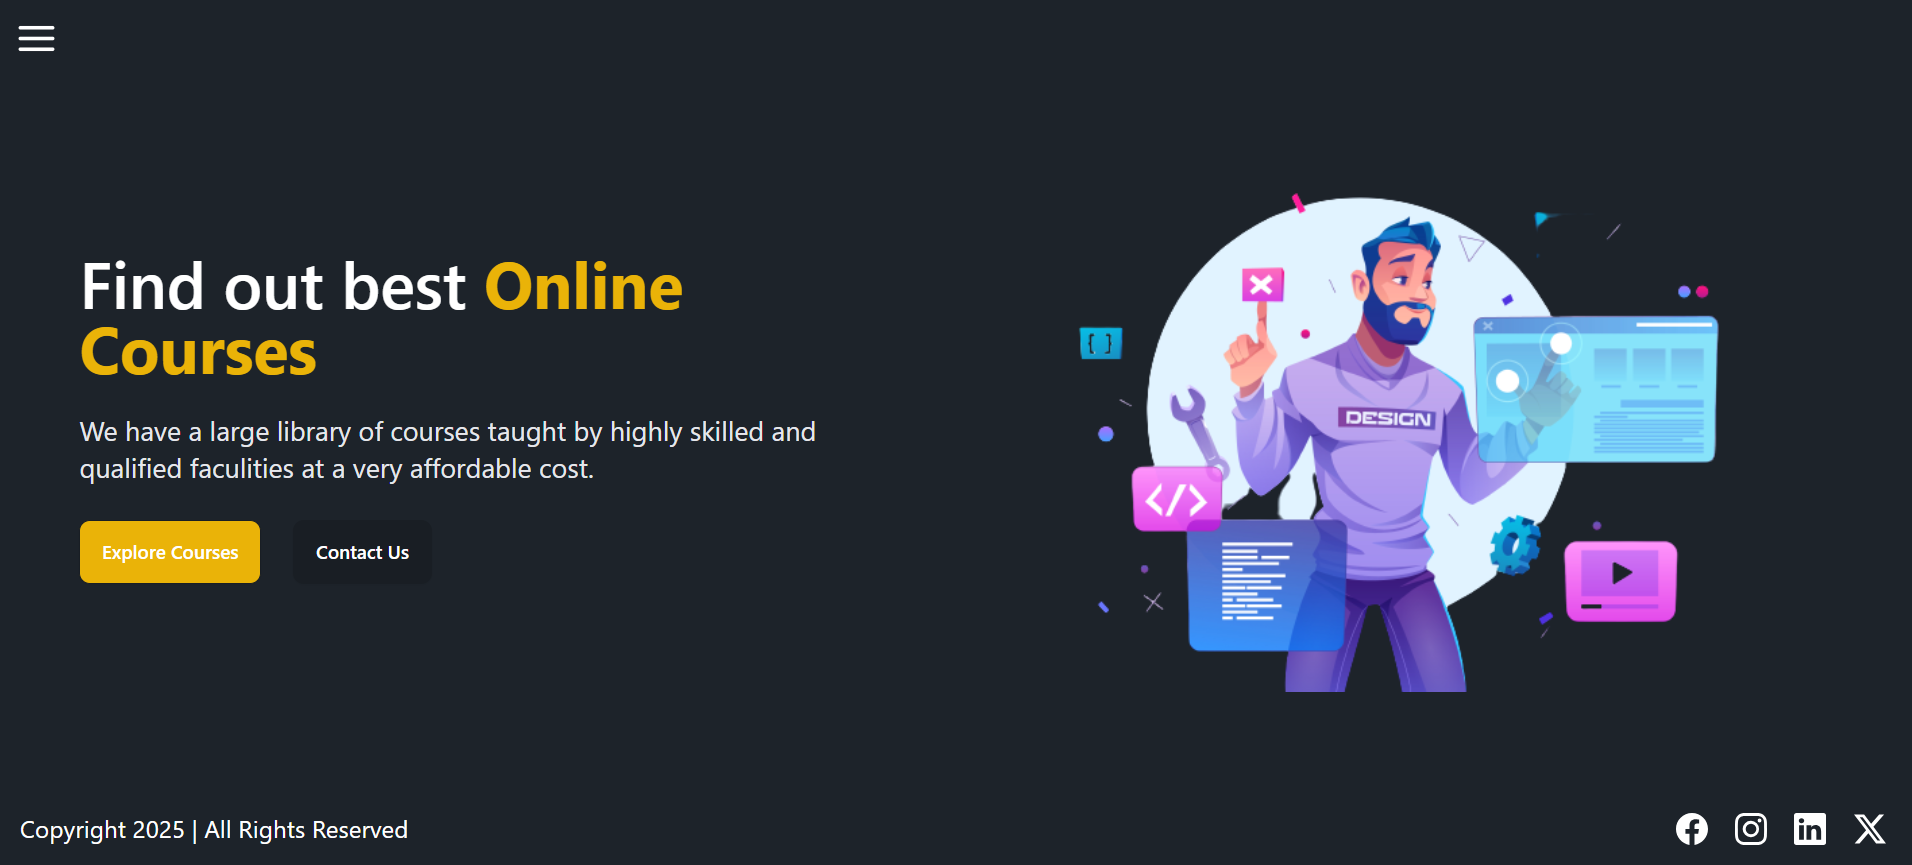 Find out best Online
Courses
We have a large library of courses taught by highly skilled and
qualified faculities at a very affordable cost.
Explore Courses
Contact Us
{ }
DESIGN
</>
Copyright 2025 | All Rights Reserved